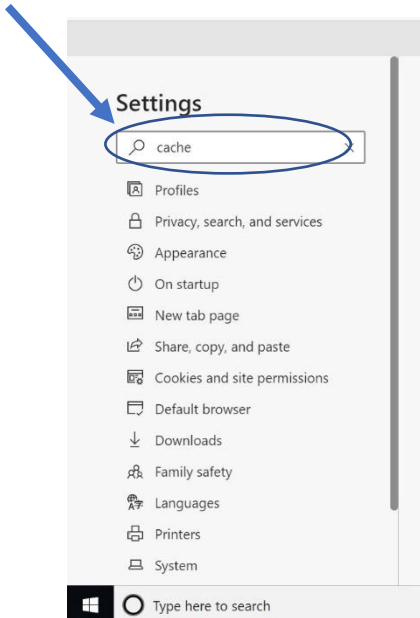 Settings
cache
Profiles
Privacy, search, and services
Appearance
On startup
New tab page
Share, copy, and paste
Cookies and site permissions
Default browser
Downloads
Family safety
Languages
Printers
System
Type here to search